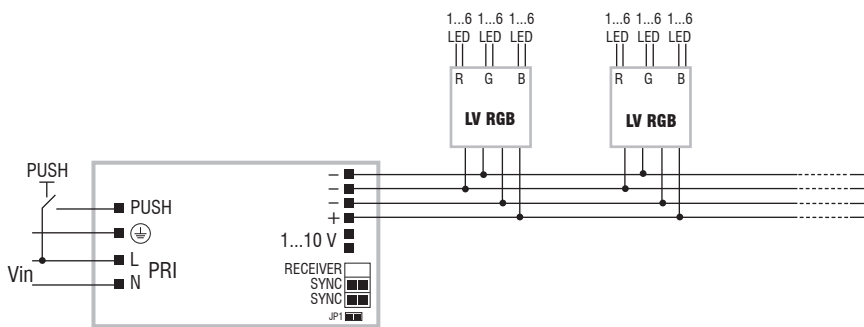 1...6 1...6 1...6
LED LED LED
R G B
LV RGB
1...6 1...6 1...6
LED LED LED
R G B
LV RGB
PUSH
PUSH
L
N
PRI
Vin
−
−
−
+
1...10 V
RECEIVER
SYNC
SYNC
JP1